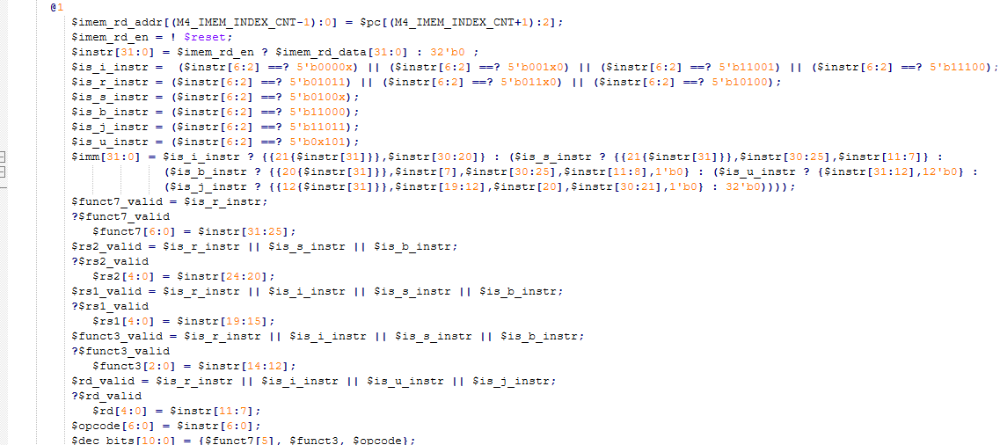 @1
$imem_rd_addr[(M4_IMEM_INDEX_CNT-1):0] = $pc[(M4_IMEM_INDEX_CNT+1):2];
$imem_rd_en = ! $reset;
$instr[31:0] = $imem_rd_en ? $imem_rd_data[31:0] : 32'b0 ;
$is_i_instr =  ($instr[6:2] ==? 5'b0000x) || ($instr[6:2] ==? 5'b001x0) || ($instr[6:2] ==? 5'b11001) || ($instr[6:2] ==? 5'b11100);
$is_r_instr = ($instr[6:2] ==? 5'b01011) || ($instr[6:2] ==? 5'b011x0) || ($instr[6:2] ==? 5'b10100);
$is_s_instr = ($instr[6:2] ==? 5'b0100x);
$is_b_instr = ($instr[6:2] ==? 5'b11000);
$is_j_instr = ($instr[6:2] ==? 5'b11011);
$is_u_instr = ($instr[6:2] ==? 5'b0x101);
$imm[31:0] = $is_i_instr ? {{21{$instr[31]}},$instr[30:20]} : ($is_s_instr ? {{21{$instr[31]}},$instr[30:25],$instr[11:7]} :
($is_b_instr ? {{20{$instr[31]}},$instr[7],$instr[30:25],$instr[11:8],1'b0} : ($is_u_instr ? {$instr[31:12],12'b0} :
($is_j_instr ? {{12{$instr[31]}},$instr[19:12],$instr[20],$instr[30:21],1'b0} : 32'b0))));
$funct7_valid = $is_r_instr;
?$funct7_valid
$funct7[6:0] = $instr[31:25];
$rs2_valid = $is_r_instr || $is_s_instr || $is_b_instr;
?$rs2_valid
$rs2[4:0] = $instr[24:20];
$rs1_valid = $is_r_instr || $is_i_instr || $is_s_instr || $is_b_instr;
?$rs1_valid
$rs1[4:0] = $instr[19:15];
$funct3_valid = $is_r_instr || $is_i_instr || $is_s_instr || $is_b_instr;
?$funct3_valid
$funct3[2:0] = $instr[14:12];
$rd_valid = $is_r_instr || $is_i_instr || $is_u_instr || $is_j_instr;
?$rd_valid
$rd[4:0] = $instr[11:7];
$opcode[6:0] = $instr[6:0];
$dec_bits[10:0] = {$funct7[5], $funct3, $opcode};